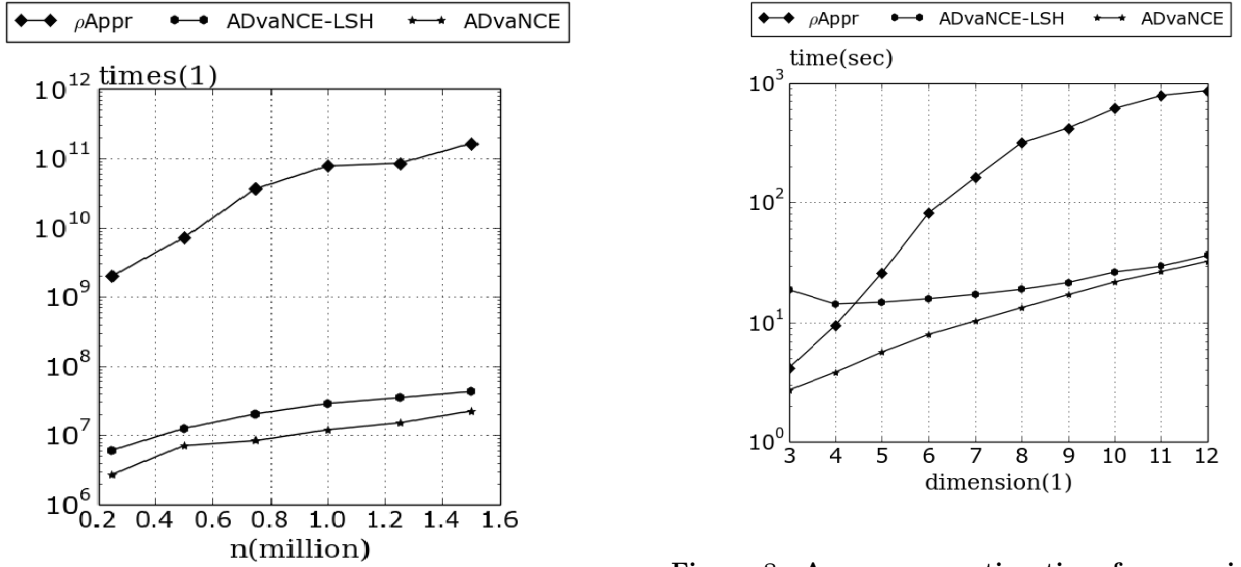 ρAppr ADvaNCE-LSH ADvaNCE
times(1)
10^12
10^11
10^10
10^9
10^8
10^7
10^6
0.2 0.4 0.6 0.8 1.0 1.2 1.4 1.6
n(million)
ρAppr ADvaNCE-LSH ADvaNCE
time(sec)
10^3
10^2
10^1
10^0
3 4 5 6 7 8 9 10 11 12
dimension(1)